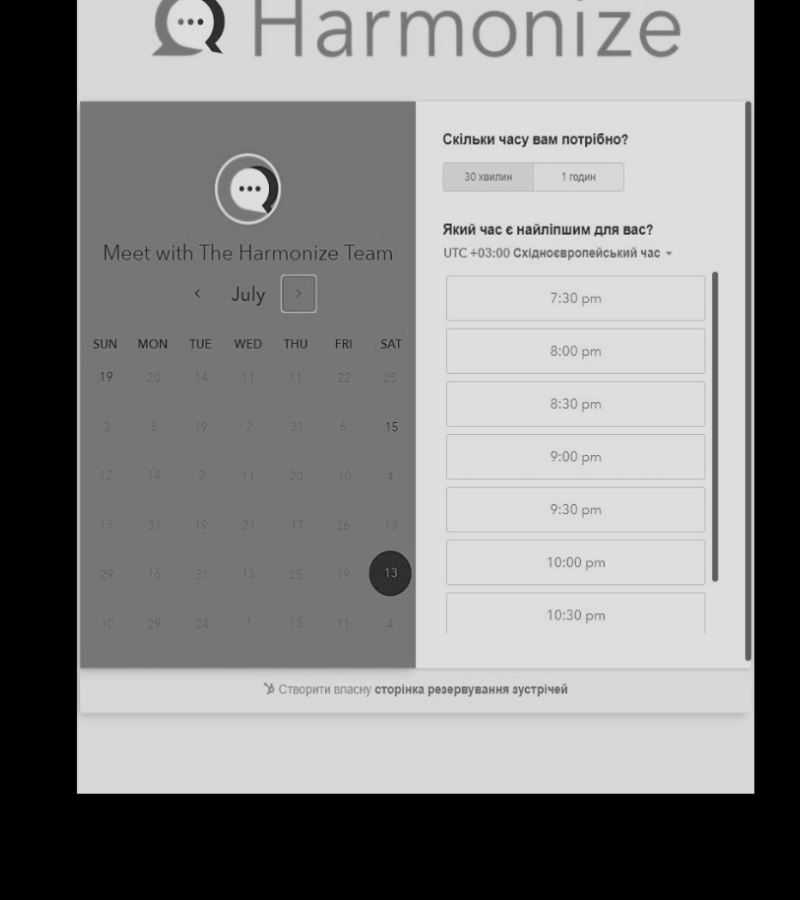 Harmonize
Meet with The Harmonize Team
July
SUN MON TUE WED THU FRI SAT
19 20 14 11 11 22 25
3 8 19 2 31 6 15
12 14 2 11 20 10 4
13 31 19 21 17 26 13
29 16 31 13 25 19 13
10 29 24 1 15 11 4
Скільки часу вам потрібно?
30 хвилин 1 годин
Який час є найліпшим для вас?
UTC +03:00 Східноєвропейський час
7:30 pm
8:00 pm
8:30 pm
9:00 pm
9:30 pm
10:00 pm
10:30 pm
Створити власну сторінка резервування зустрічей